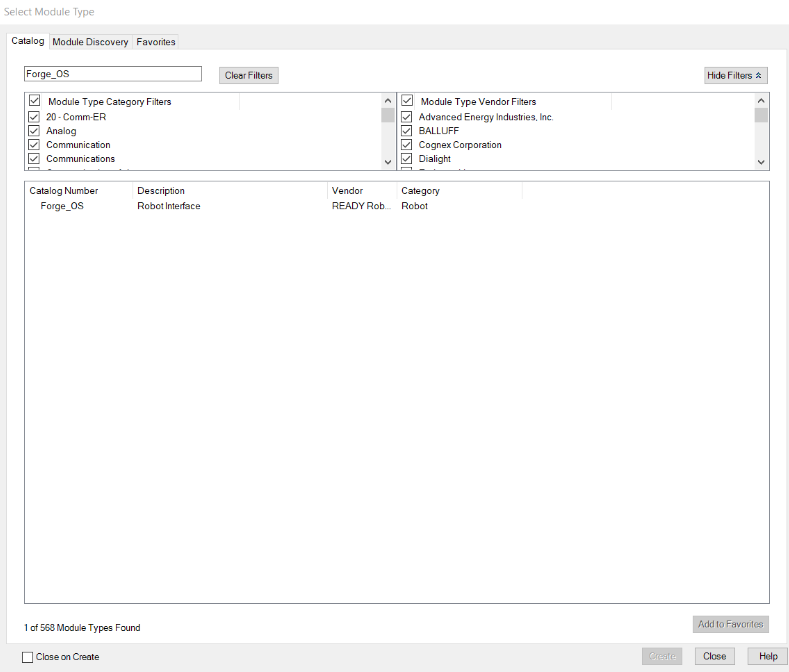 Select Module Type
Catalog Module Discovery Favorites
Forge_OS Clear Filters Hide Filters
Module Type Category Filters
20 - Comm-ER
Analog
Communication
Communications
Module Type Vendor Filters
Advanced Energy Industries, Inc.
BALLUFF
Cognex Corporation
Dialight
Catalog Number Description Vendor Category
Forge_OS Robot Interface READY Rob... Robot
1 of 568 Module Types Found
Add to Favorites
Close on Create
Create Close Help